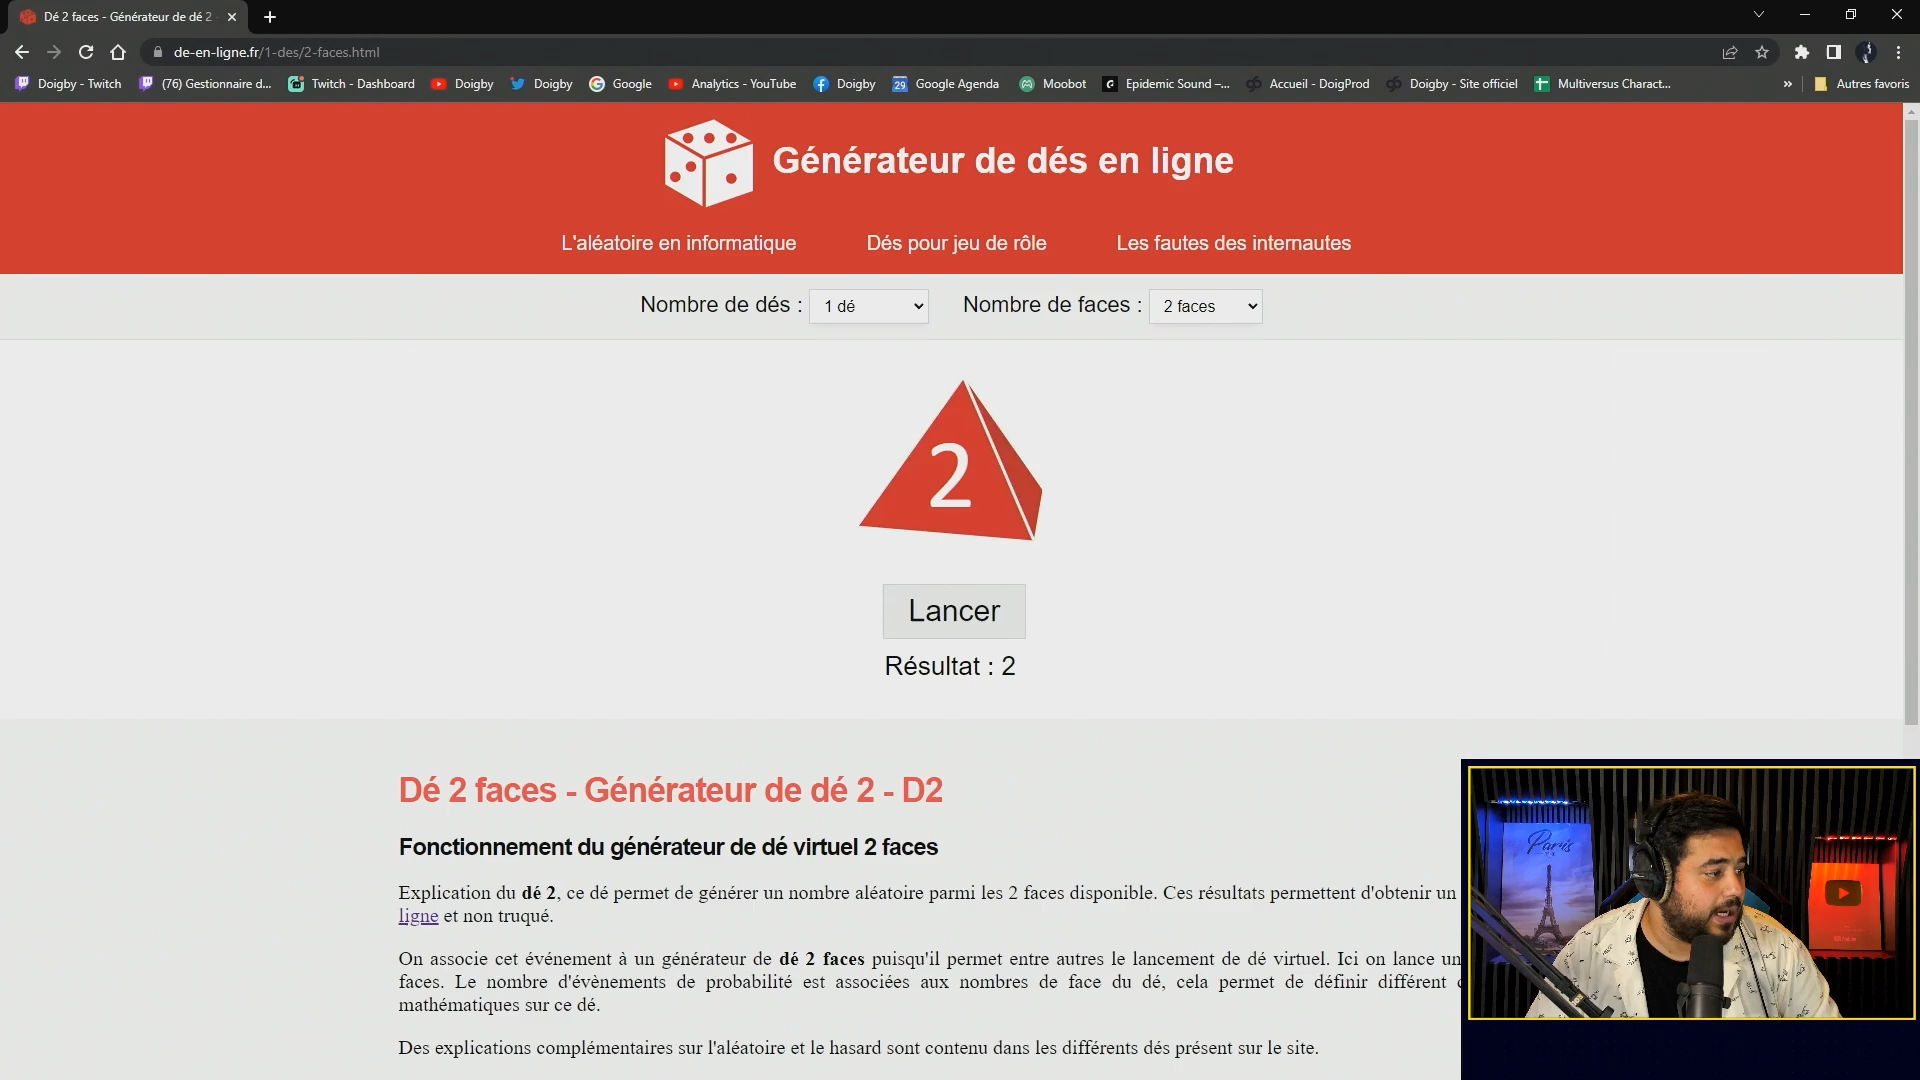 Dé 2 faces - Générateur de dé 2
de-en-ligne.fr/1-des/2-faces.html
Doigby - Twitch
(76) Gestionnaire d...
Twitch - Dashboard
Doigby
Doigby
Google
Analytics - YouTube
Doigby
29
Google Agenda
Moobot
Epidemic Sound –...
Accueil - DoigProd
Doigby - Site officiel
Multiversus Charact...
»
Autres favoris
Générateur de dés en ligne
L'aléatoire en informatique
Dés pour jeu de rôle
Les fautes des internautes
Nombre de dés : 1 dé
Nombre de faces : 2 faces
2
Lancer
Résultat : 2
Dé 2 faces - Générateur de dé 2 - D2
Fonctionnement du générateur de dé virtuel 2 faces
Explication du dé 2, ce dé permet de générer un nombre aléatoire parmi les 2 faces disponible. Ces résultats permettent d'obtenir un
ligne et non truqué.
On associe cet événement à un générateur de dé 2 faces puisqu'il permet entre autres le lancement de dé virtuel. Ici on lance un
faces. Le nombre d'évènements de probabilité est associées aux nombres de face du dé, cela permet de définir différent
mathématiques sur ce dé.
Des explications complémentaires sur l'aléatoire et le hasard sont contenu dans les différents dés présent sur le site.
Paris